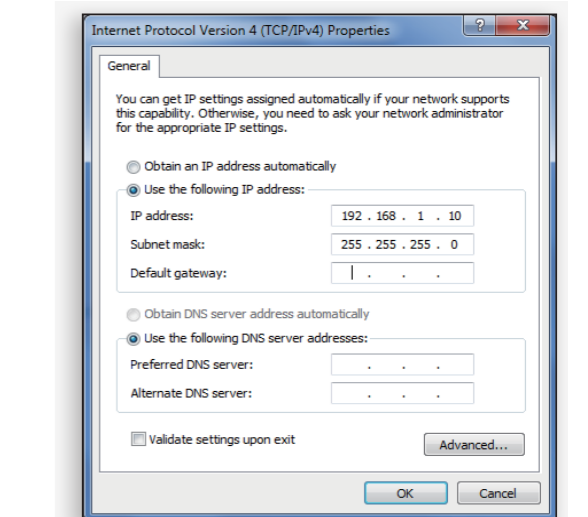 Internet Protocol Version 4 (TCP/IPv4) Properties
General
You can get IP settings assigned automatically if your network supports
this capability. Otherwise, you need to ask your network administrator
for the appropriate IP settings.
Obtain an IP address automatically
Use the following IP address:
IP address: 192 . 168 . 1 . 10
Subnet mask: 255 . 255 . 255 . 0
Default gateway: . . .
Obtain DNS server address automatically
Use the following DNS server addresses:
Preferred DNS server: . . .
Alternate DNS server: . . .
Validate settings upon exit
Advanced...
OK Cancel